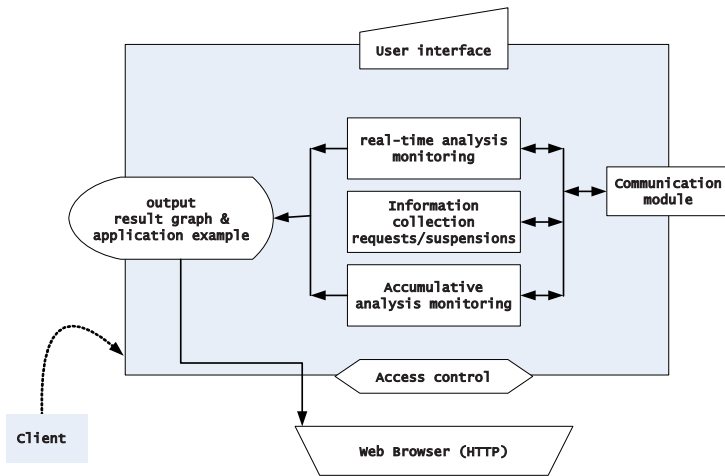 User interface
real-time analysis
monitoring
Communication
module
output
result graph &
application example
Information
collection
requests/suspensions
Accumulative
analysis monitoring
Access control
Client
Web Browser (HTTP)